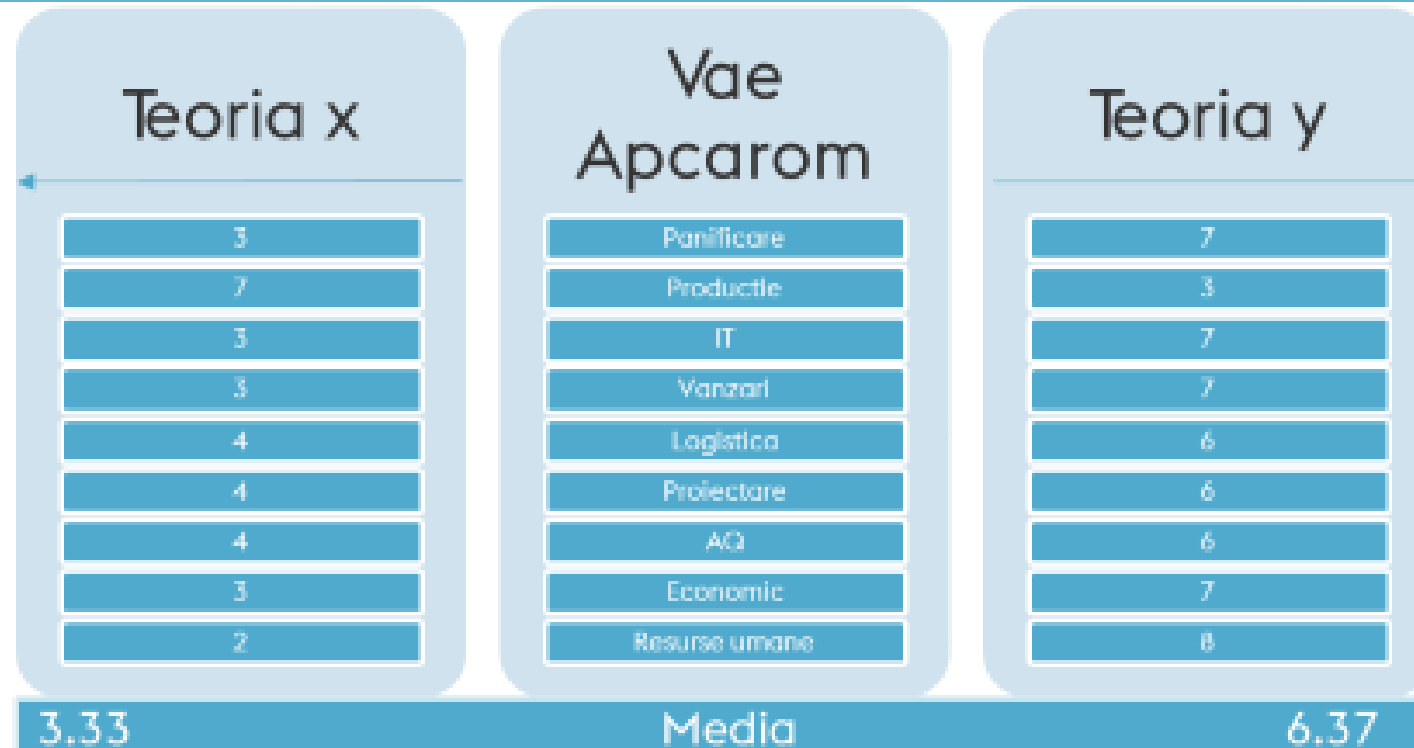 Teoria x
Vae
Apcarom
Teoria y
3 Panificare 7
7 Productie 3
3 IT 7
3 Vanzari 7
4 Logistica 6
4 Proiectare 6
4 AQ 6
3 Economic 7
2 Resurse umane 8
3.33 Media 6.37